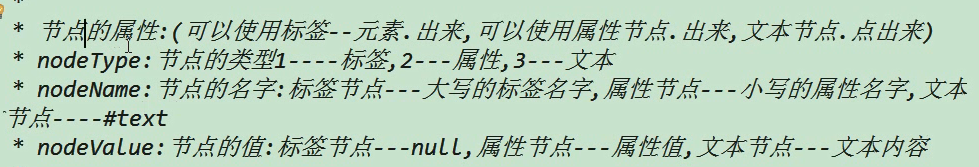 *
* 节点的属性:(可以使用标签--元素.出来,可以使用属性节点.出来,文本节点.点出来)
* nodeType:节点的类型1----标签,2---属性,3---文本
* nodeName:节点的名字:标签节点---大写的标签名字,属性节点---小写的属性名字,文本
节点----#text
* nodeValue:节点的值:标签节点---null,属性节点---属性值,文本节点---文本内容